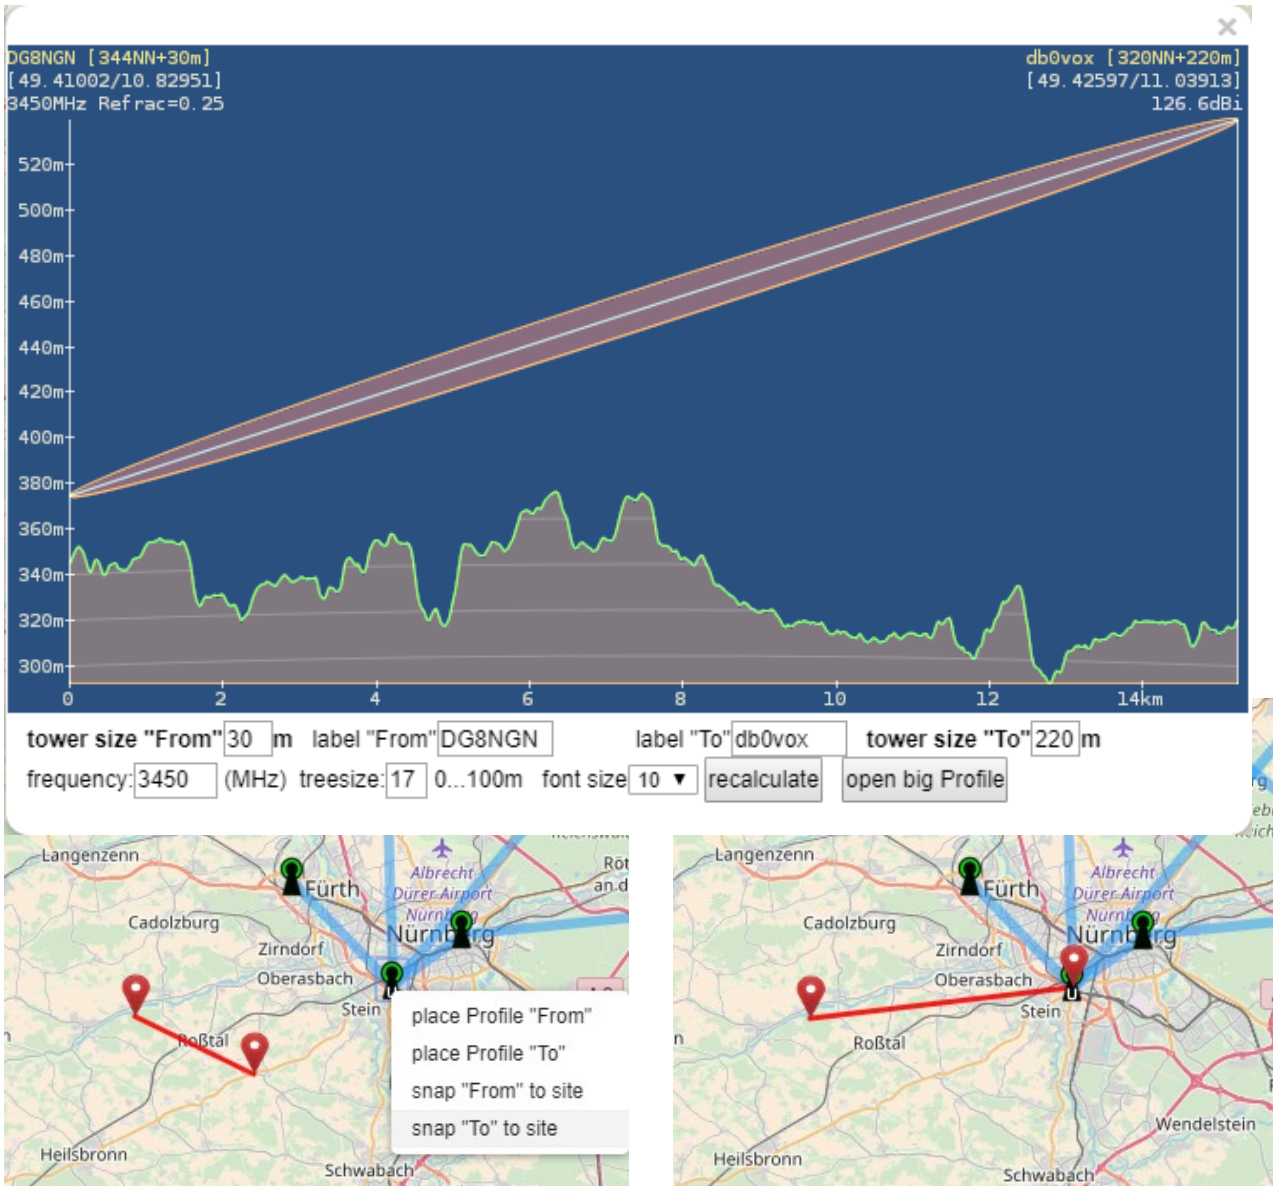 ×
DG8NGN [344NN+30m]
db0vox [320NN+220m]
[49.41002/10.82951]
[49.42597/11.03913]
3450MHz Refrac=0.25
126.6dBi
520m
500m
480m
460m
440m
420m
400m
380m
360m
340m
320m
300m
0 2 4 6 8 10 12 14km
tower size "From" 30 m label "From" DG8NGN label "To" db0vox tower size "To" 220 m
frequency: 3450 (MHz) treesize: 17 0...100m font size 10 ▼ recalculate open big Profile
Langenzenn
Fürth
Albrecht
Dürer Airport
Nürnberg
Cadolzburg
Nürnberg
Zirndorf
Oberasbach
Stein
Roßtal
Heilsbronn
Schwabach
place Profile "From"
place Profile "To"
snap "From" to site
snap "To" to site
Langenzenn
Fürth
Albrecht
Dürer Airport
Nürnberg
Cadolzburg
Nürnberg
Zirndorf
Oberasbach
Stein
Roßtal
Wendelstein
Heilsbronn
Schwabach